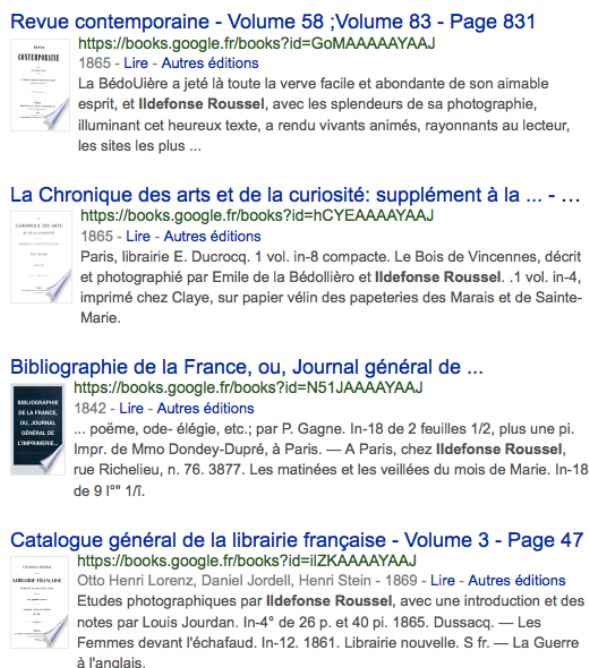 Revue contemporaine - Volume 58 ;Volume 83 - Page 831
https://books.google.fr/books?id=GoMAAAAAYAAJ
1865 - Lire - Autres éditions
La BédoUière a jeté là toute la verve facile et abondante de son aimable
esprit, et Ildefonse Roussel, avec les splendeurs de sa photographie,
illuminant cet heureux texte, a rendu vivants animés, rayonnants au lecteur,
les sites les plus ...
La Chronique des arts et de la curiosité: supplément à la ... - ...
https://books.google.fr/books?id=hCYEAAAAYAAJ
1865 - Lire - Autres éditions
Paris, librairie E. Ducrocq. 1 vol. in-8 compacte. Le Bois de Vincennes, décrit
et photographié par Emile de la Bédollièro et Ildefonse Roussel. .1 vol. in-4,
imprimé chez Claye, sur papier vélin des papeteries des Marais et de Sainte-
Marie.
Bibliographie de la France, ou, Journal général de ...
BIBLIOGRAPHIE
DE LA FRANCE,
OU, JOURNAL
GÉNÉRAL DE
L'IMPRIMERIE...
https://books.google.fr/books?id=N51JAAAAYAAJ
1842 - Lire - Autres éditions
... poëme, ode- élégie, etc.; par P. Gagne. In-18 de 2 feuilles 1/2, plus une pi.
Impr. de Mmo Dondey-Dupré, à Paris. — A Paris, chez Ildefonse Roussel,
rue Richelieu, n. 76. 3877. Les matinées et les veillées du mois de Marie. In-18
de 9 l°" 1/î.
Catalogue général de la librairie française - Volume 3 - Page 47
https://books.google.fr/books?id=ilZKAAAAYAAJ
Otto Henri Lorenz, Daniel Jordell, Henri Stein - 1869 - Lire - Autres éditions
Etudes photographiques par Ildefonse Roussel, avec une introduction et des
notes par Louis Jourdan. In-4° de 26 p. et 40 pi. 1865. Dussacq. — Les
Femmes devant l'échafaud. In-12. 1861. Librairie nouvelle. S fr. — La Guerre
à l'anglais.